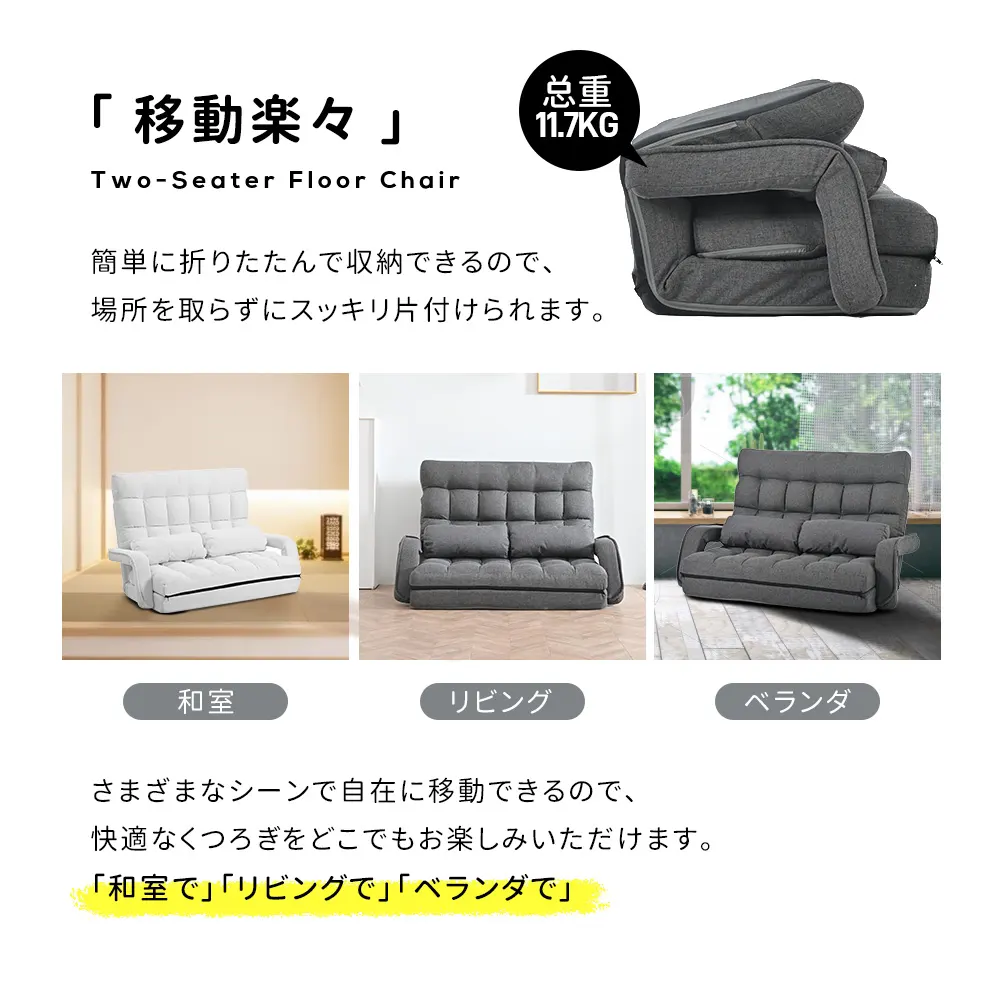 「 移動楽々 」
Two-Seater Floor Chair
总重
11.7KG
簡単に折りたたんで収納できるので、
場所を取らずにスッキリ片付けられます。
和室
リビング
ベランダ
さまざまなシーンで自在に移動できるので、
快適なくつろぎをどこでもお楽しみいただけます。
「和室で」「リビングで」「ベランダで」